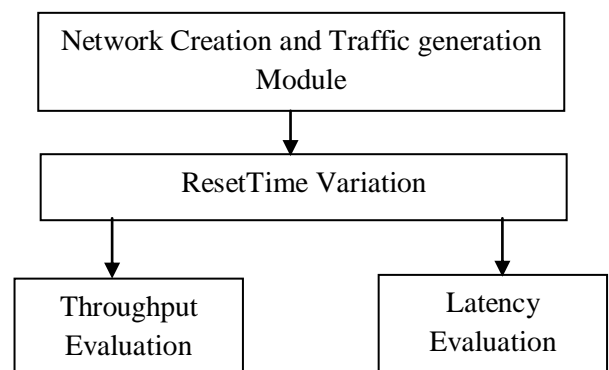 Network Creation and Traffic generation
Module
ResetTime Variation
Throughput
Evaluation
Latency
Evaluation